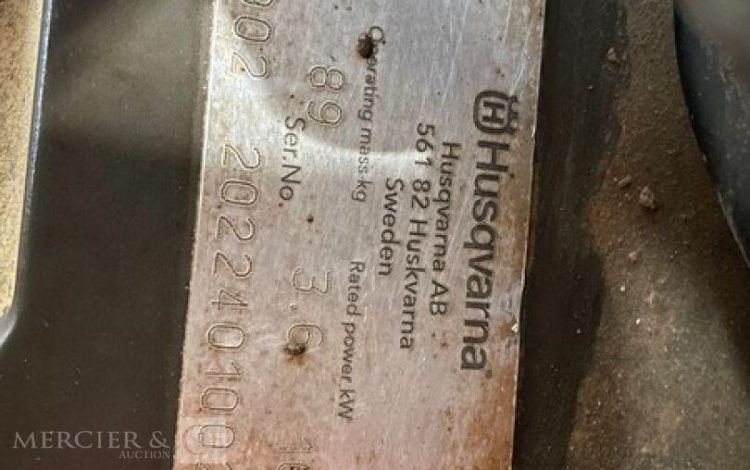 Husqvarna
Husqvarna AB
561 82 Huskvarna
Sweden
Operating mass kg Rated power kW
89 3.6
Ser.No.
MERCIER &
AUCTION